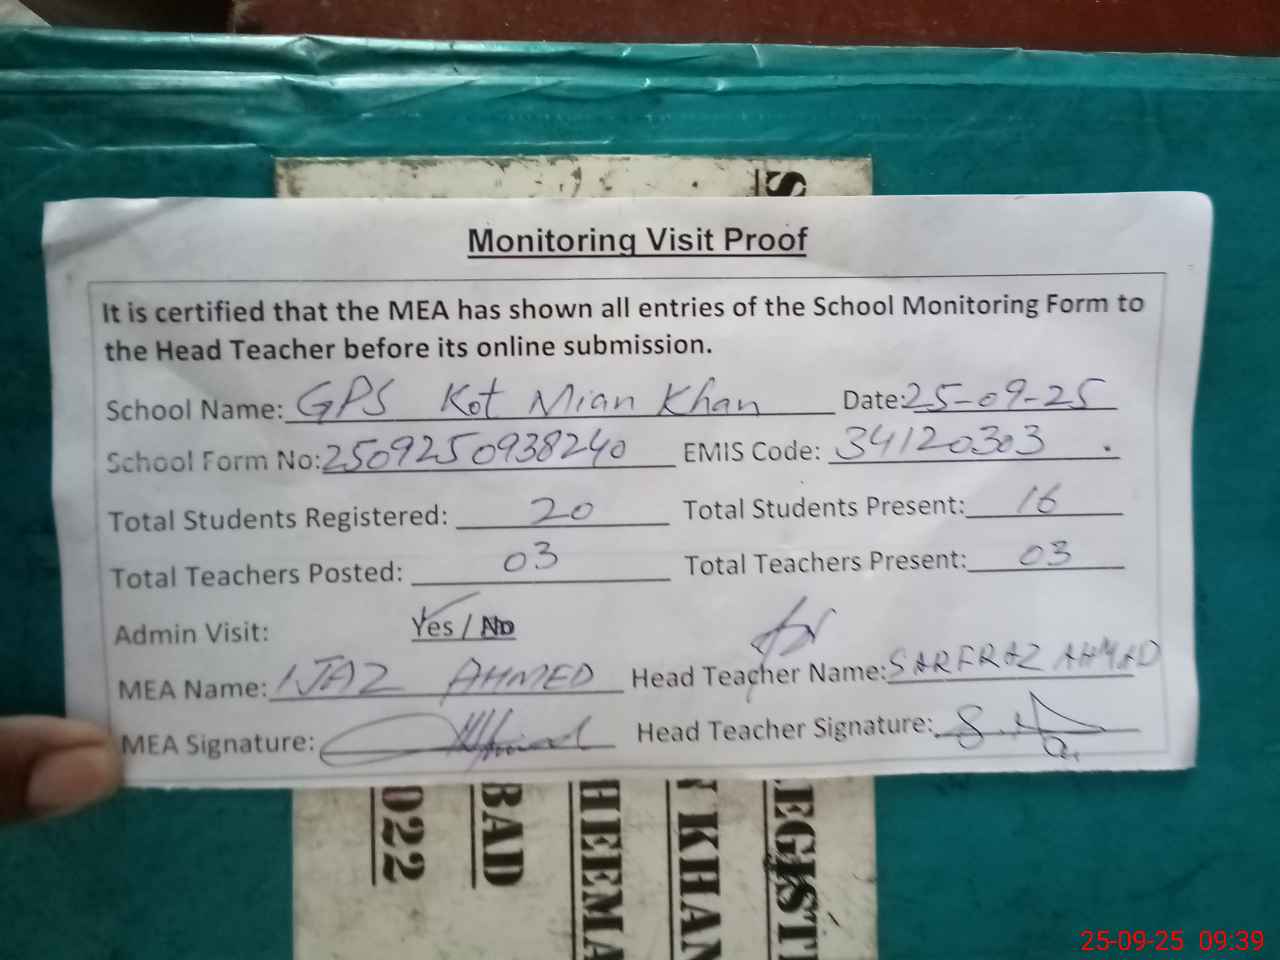 Monitoring Visit Proof
It is certified that the MEA has shown all entries of the School Monitoring Form to
the Head Teacher before its online submission.
School Name: GPS Kot Mian Khan Date: 25-09-25
School Form No: 2509250938240 EMIS Code: 34120303
Total Students Registered: 20 Total Students Present: 16
Total Teachers Posted: 03 Total Teachers Present: 03
Admin Visit: Yes / No
MEA Name: IJAZ AHMED Head Teacher Name: SARFRAZ AHMAD
MEA Signature: Head Teacher Signature:
022
BAD
HEEMA
KHAN
EGIST
25-09-25 09:39